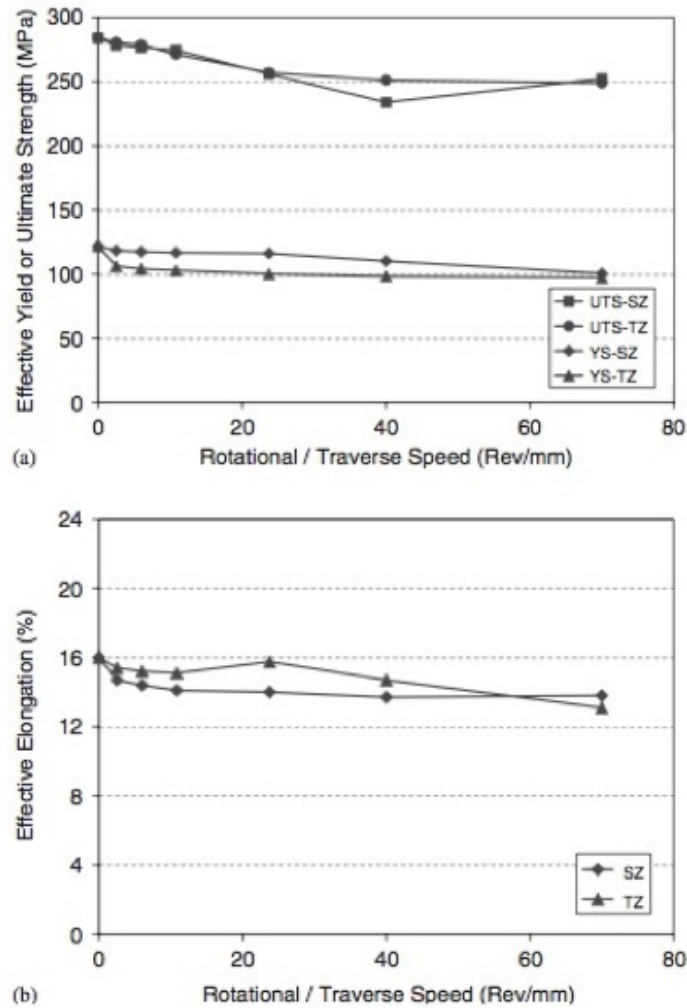 300
250
200
150
100
50
0
Effective Yield or Ultimate Strength (MPa)
UTS-SZ
UTS-TZ
YS-SZ
YS-TZ
0 20 40 60 80
(a) Rotational / Traverse Speed (Rev/mm)
24
20
16
12
8
4
0
Effective Elongation (%)
SZ
TZ
0 20 40 60 80
(b) Rotational / Traverse Speed (Rev/mm)